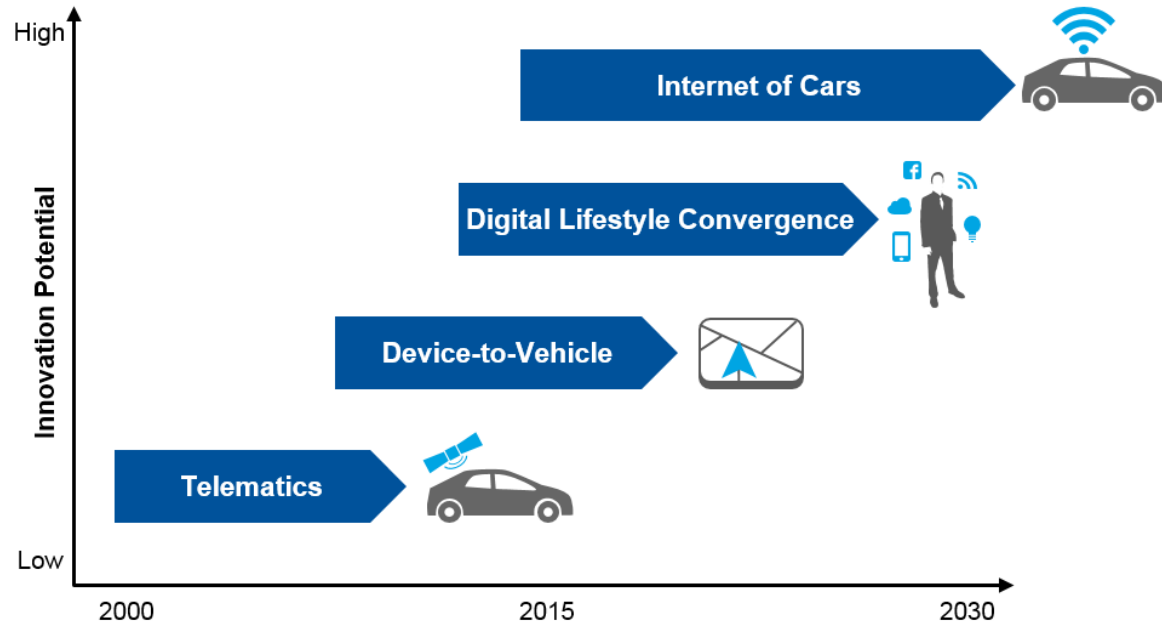 High
Internet of Cars
Digital Lifestyle Convergence
Innovation Potential
Device-to-Vehicle
Telematics
Low
2000
2015
2030